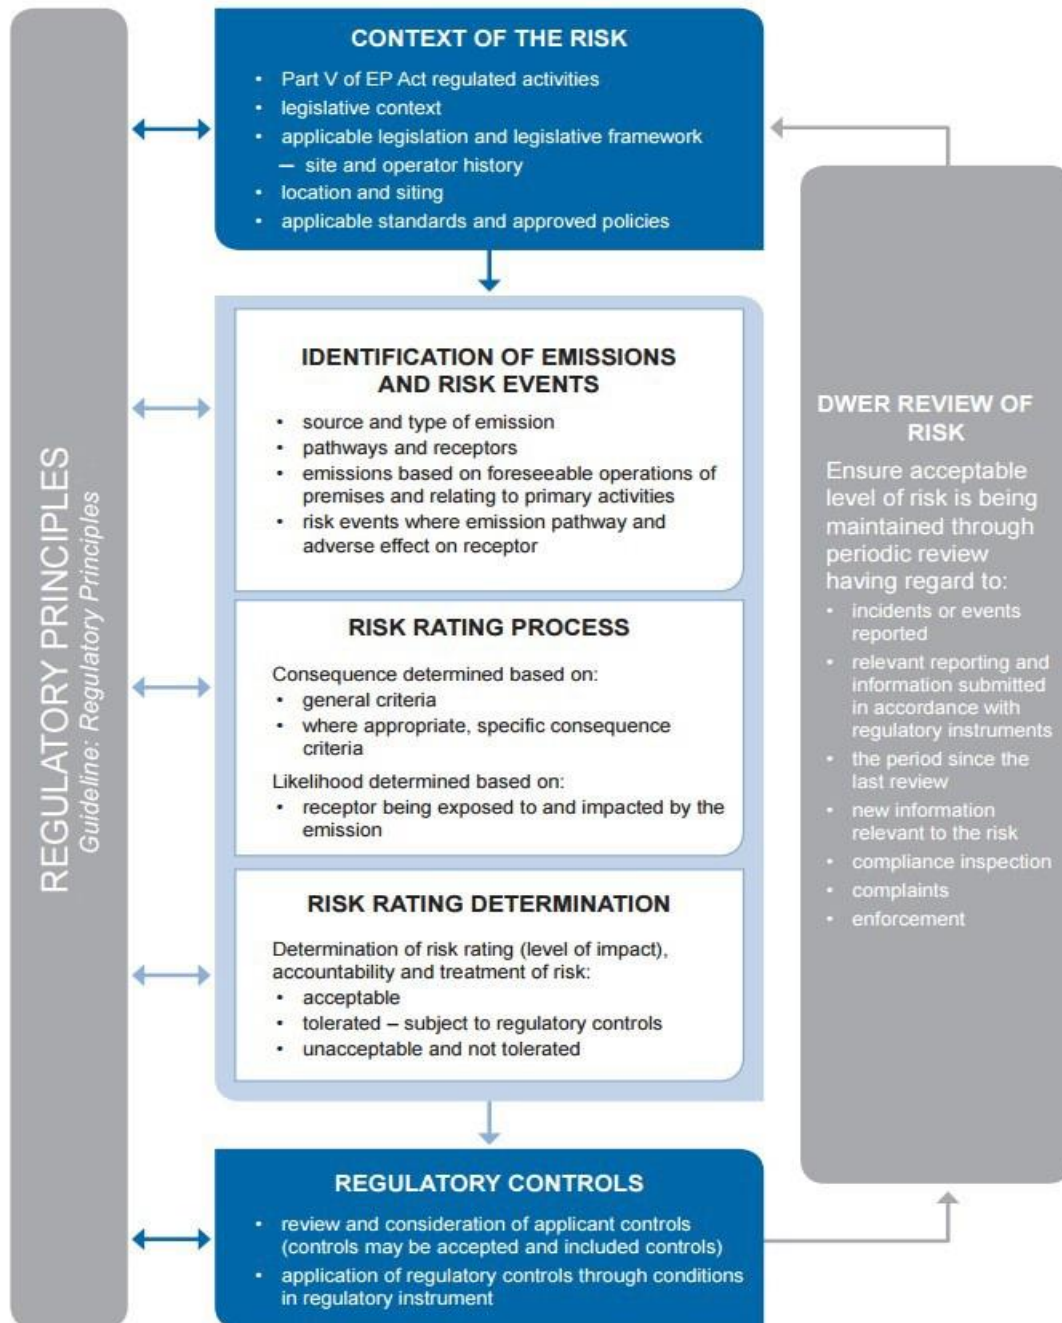 REGULATORY PRINCIPLES
Guideline: Regulatory Principles
CONTEXT OF THE RISK
• Part V of EP Act regulated activities
• legislative context
• applicable legislation and legislative framework
– site and operator history
• location and siting
• applicable standards and approved policies
IDENTIFICATION OF EMISSIONS
AND RISK EVENTS
• source and type of emission
• pathways and receptors
• emissions based on foreseeable operations of
premises and relating to primary activities
• risk events where emission pathway and
adverse effect on receptor
RISK RATING PROCESS
Consequence determined based on:
• general criteria
• where appropriate, specific consequence
criteria
Likelihood determined based on:
• receptor being exposed to and impacted by the
emission
RISK RATING DETERMINATION
Determination of risk rating (level of impact),
accountability and treatment of risk:
• acceptable
• tolerated – subject to regulatory controls
• unacceptable and not tolerated
REGULATORY CONTROLS
• review and consideration of applicant controls
(controls may be accepted and included controls)
• application of regulatory controls through conditions
in regulatory instrument
DWER REVIEW OF
RISK
Ensure acceptable
level of risk is being
maintained through
periodic review
having regard to:
• incidents or events
reported
• relevant reporting and
information submitted
in accordance with
regulatory instruments
• the period since the
last review
• new information
relevant to the risk
• compliance inspection
• complaints
• enforcement